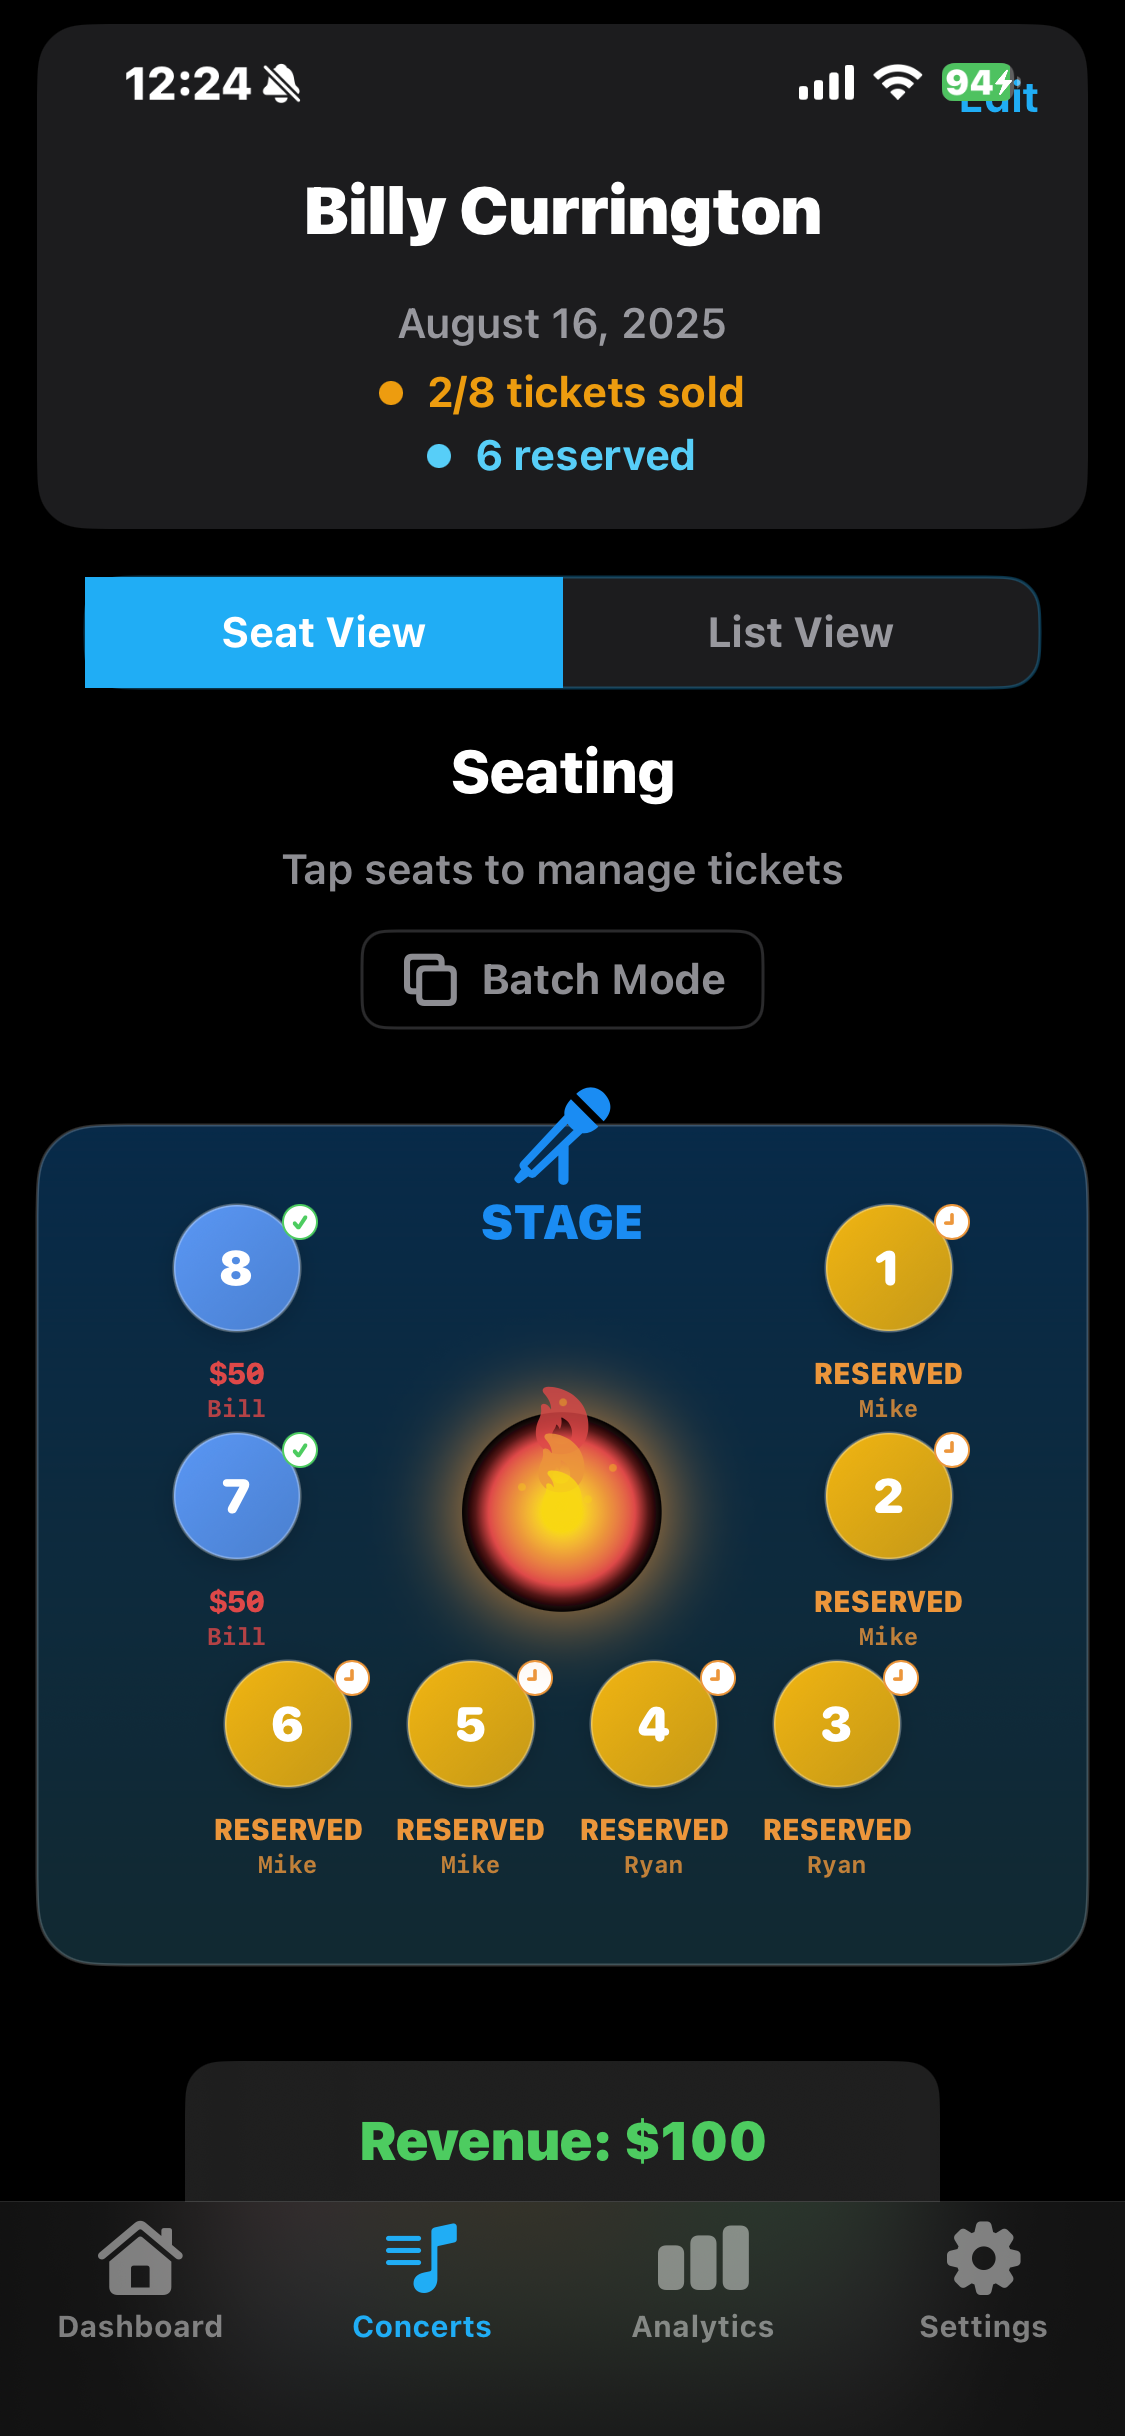 12:24
94
Edit
Billy Currington
August 16, 2025
2/8 tickets sold
6 reserved
Seat View
List View
Seating
Tap seats to manage tickets
Batch Mode
STAGE
8
1
$50
Bill
RESERVED
Mike
7
2
$50
Bill
RESERVED
Mike
6
5
4
3
RESERVED
Mike
RESERVED
Mike
RESERVED
Ryan
RESERVED
Ryan
Revenue: $100
Dashboard
Concerts
Analytics
Settings